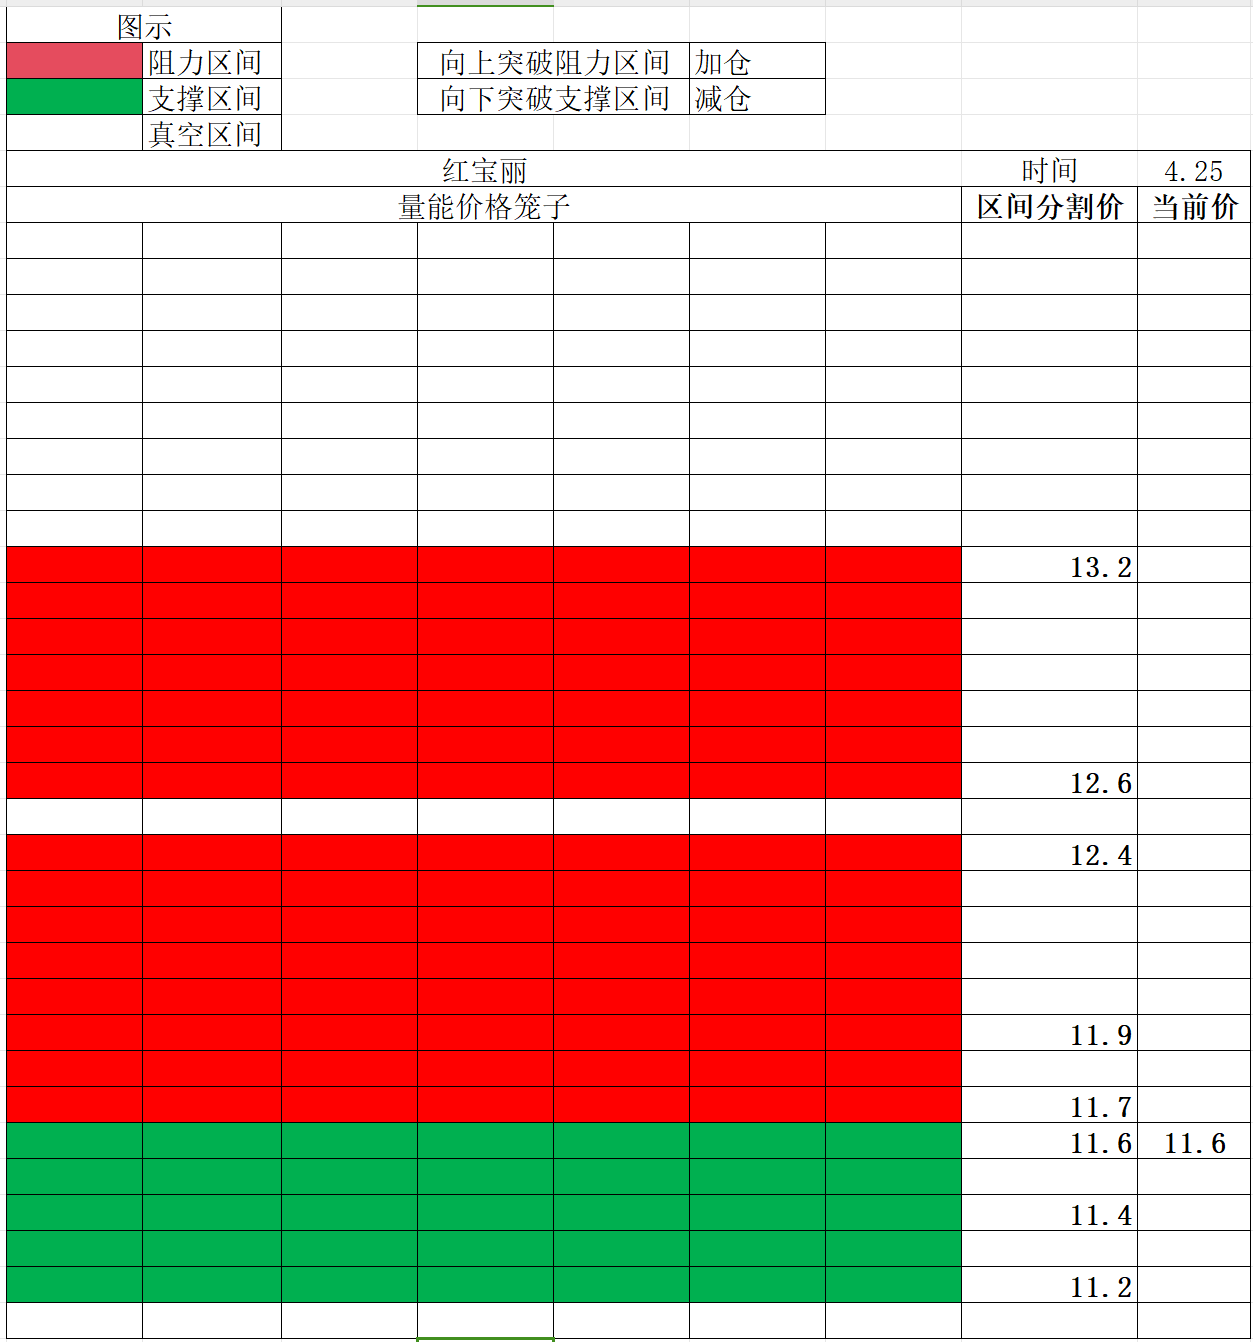 图示
阻力区间 向上突破阻力区间 加仓
支撑区间 向下突破支撑区间 减仓
真空区间
红宝丽 时间 4.25
量能价格笼子 区间分割价 当前价
13.2
12.6
12.4
11.9
11.7
11.6 11.6
11.4
11.2